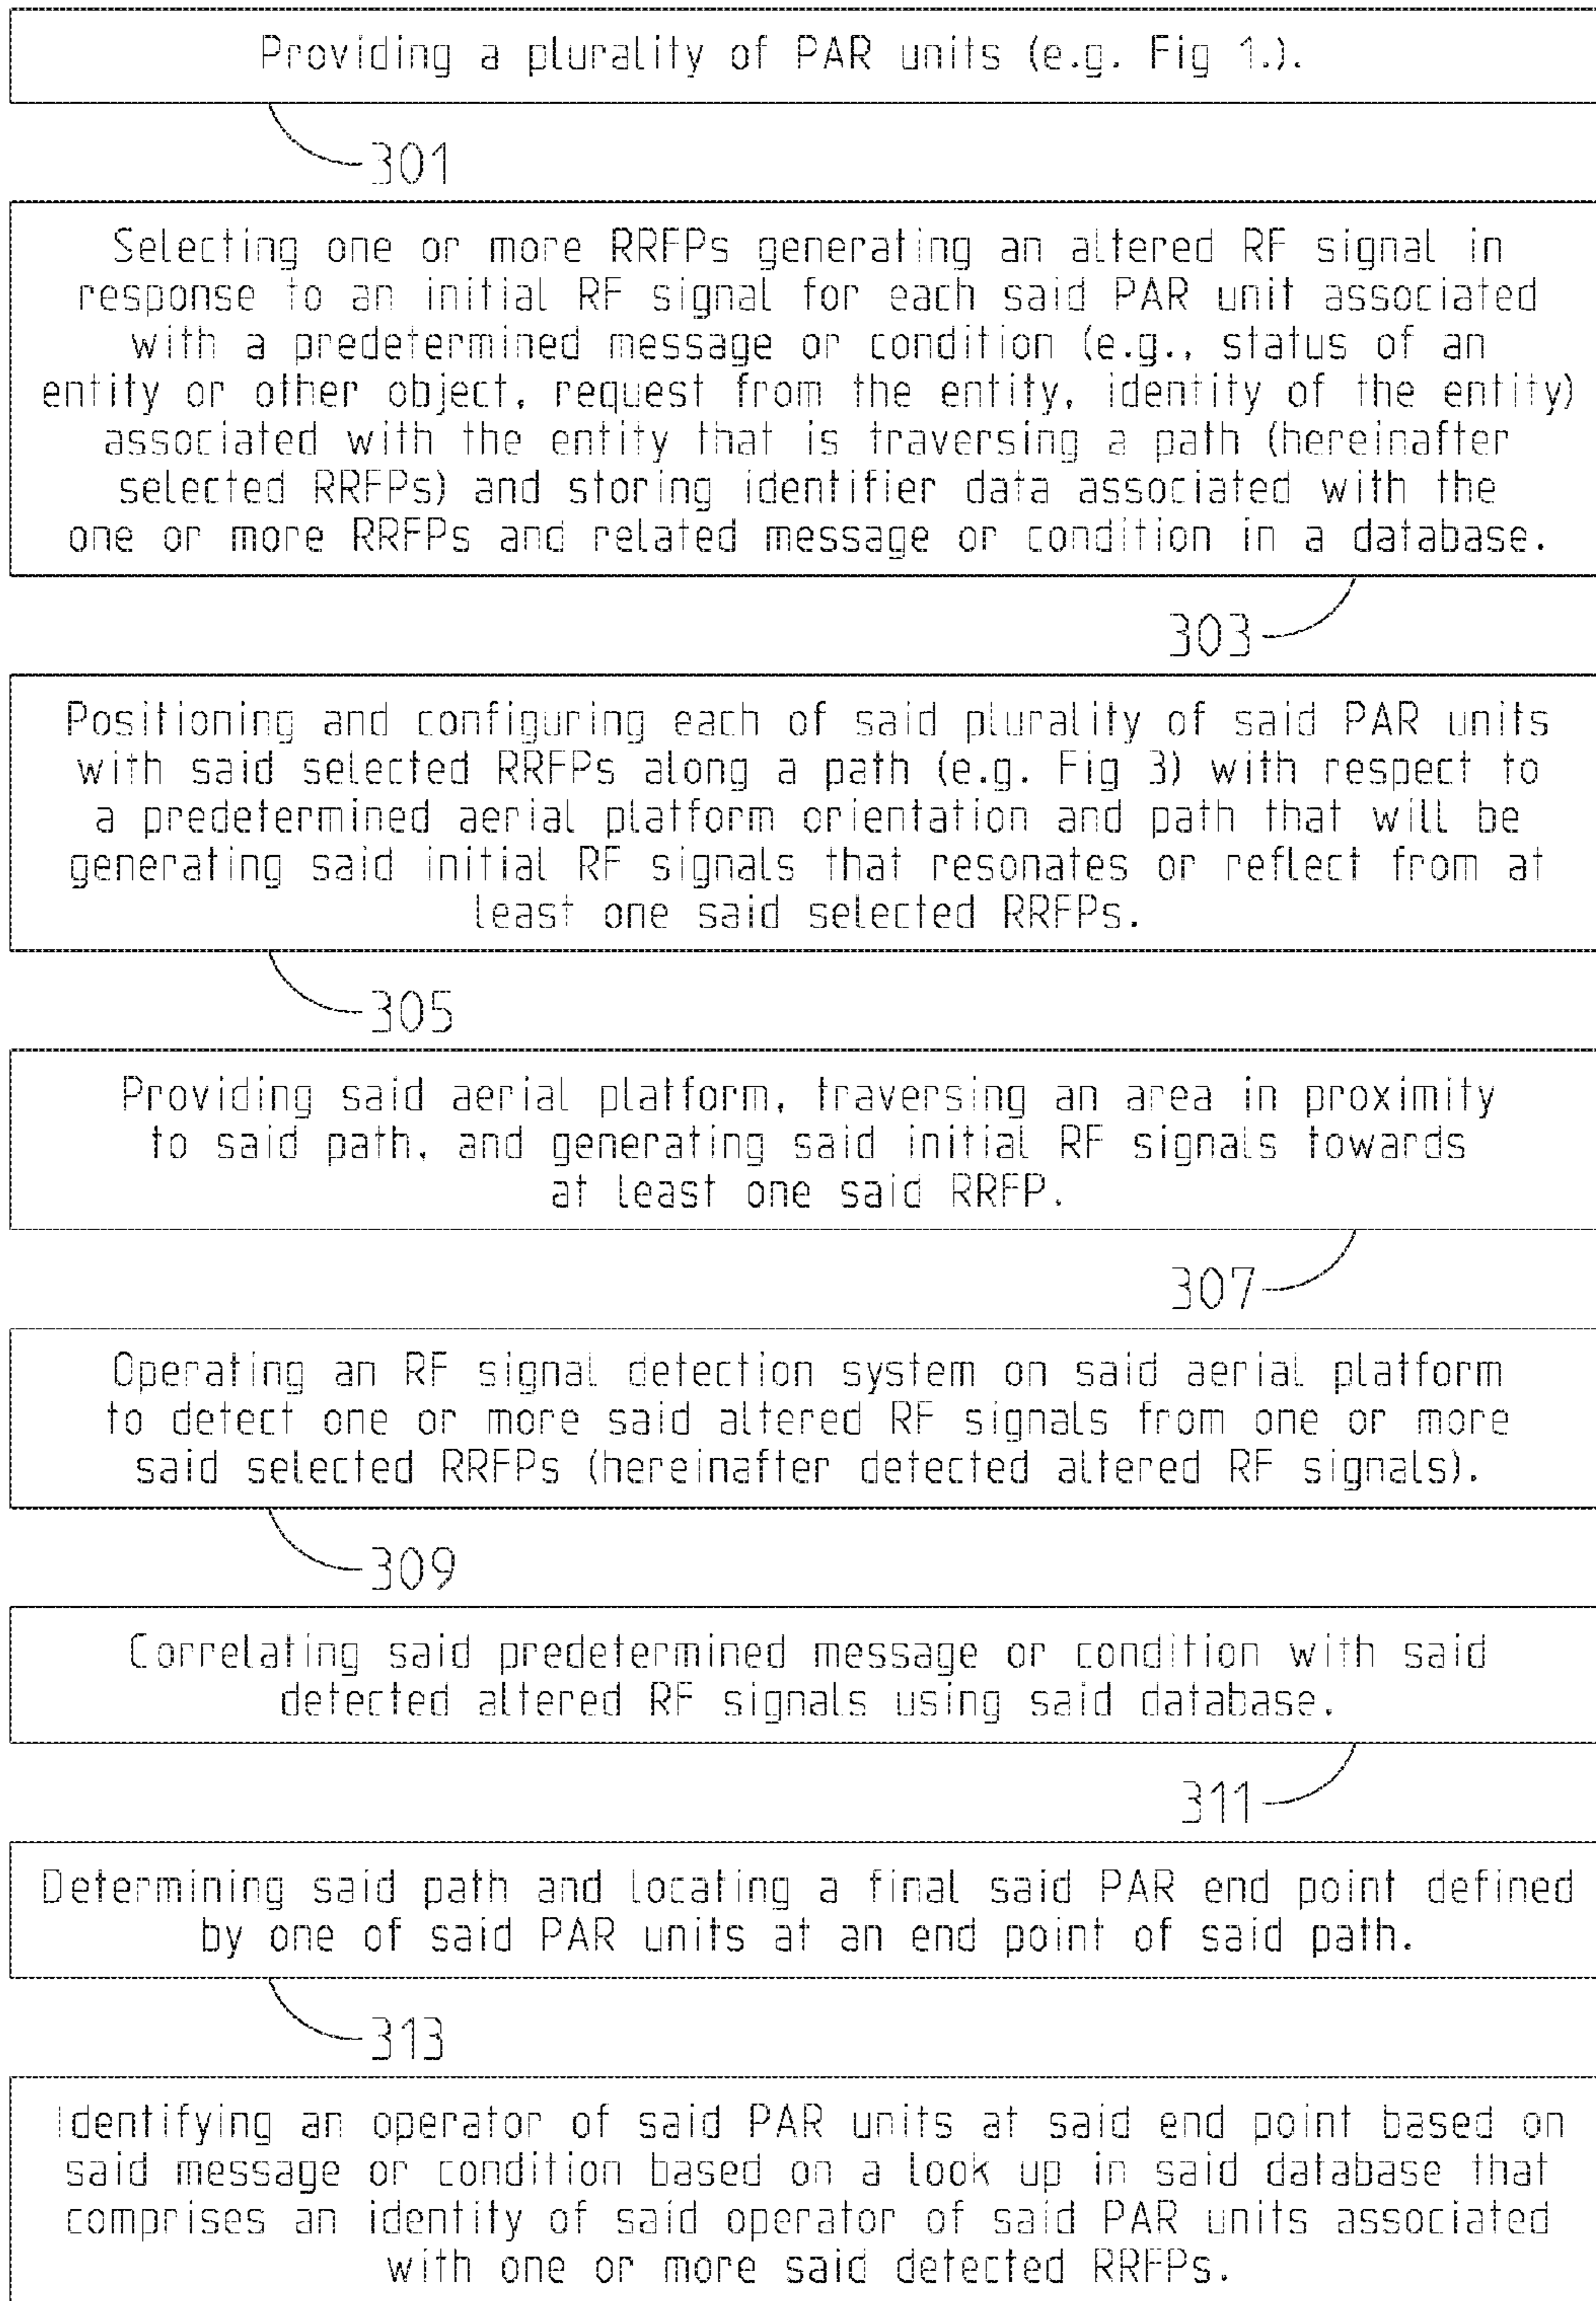 Providing a plurality of PAR units (e.g. Fig 1.).
301
Selecting one or more RRFPs generating an altered RF signal in
response to an initial RF signal for each said PAR unit associated
with a predetermined message or condition (e.g., status of an
entity or other object, request from the entity, identity of the entity)
associated with the entity that is traversing a path (hereinafter
selected RRFPs) and storing identifier data associated with the
one or more RRFPs and related message or condition in a database.
303
Positioning and configuring each of said plurality of said PAR units
with said selected RRFPs along a path (e.g. Fig 3) with respect to
a predetermined aerial platform orientation and path that will be
generating said initial RF signals that resonates or reflect from at
least one said selected RRFPs.
305
Providing said aerial platform, traversing an area in proximity
to said path, and generating said initial RF signals towards
at least one said RRFP.
307
Operating an RF signal detection system on said aerial platform
to detect one or more said altered RF signals from one or more
said selected RRFPs (hereinafter detected altered RF signals).
309
Correlating said predetermined message or condition with said
detected altered RF signals using said database.
311
Determining said path and locating a final said PAR end point defined
by one of said PAR units at an end point of said path.
313
Identifying an operator of said PAR units at said end point based on
said message or condition based on a look up in said database that
comprises an identity of said operator of said PAR units associated
with one or more said detected RRFPs.